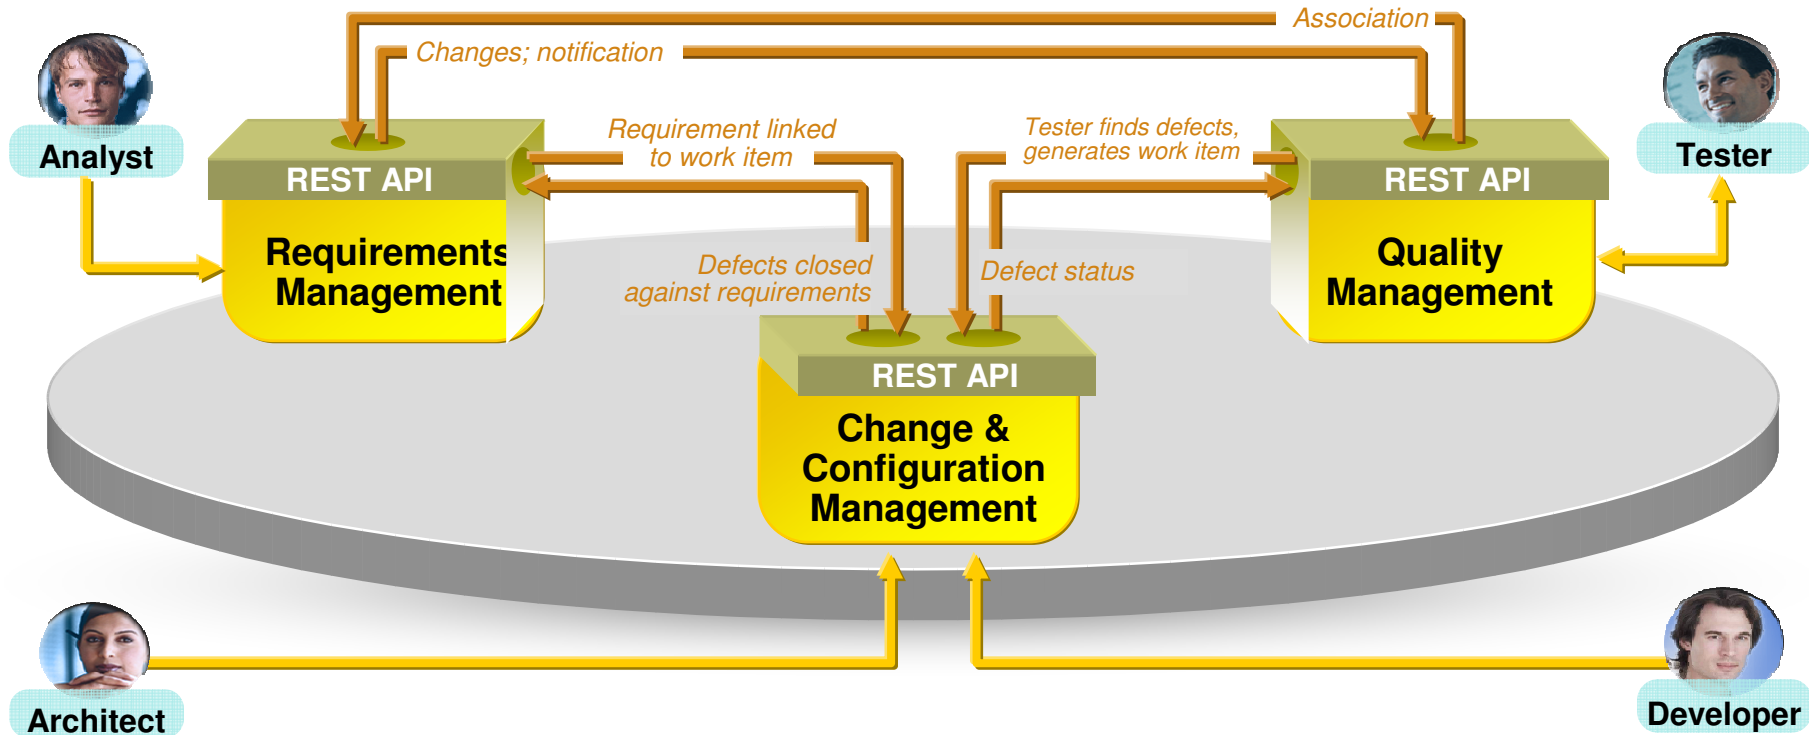 Association
Changes; notification
Analyst
Requirement linked
to work item
Tester finds defects,
generates work item
Tester
REST API
REST API
Requirements
Management
Defects closed
against requirements
Defect status
Quality
Management
REST API
Change &
Configuration
Management
Architect
Developer